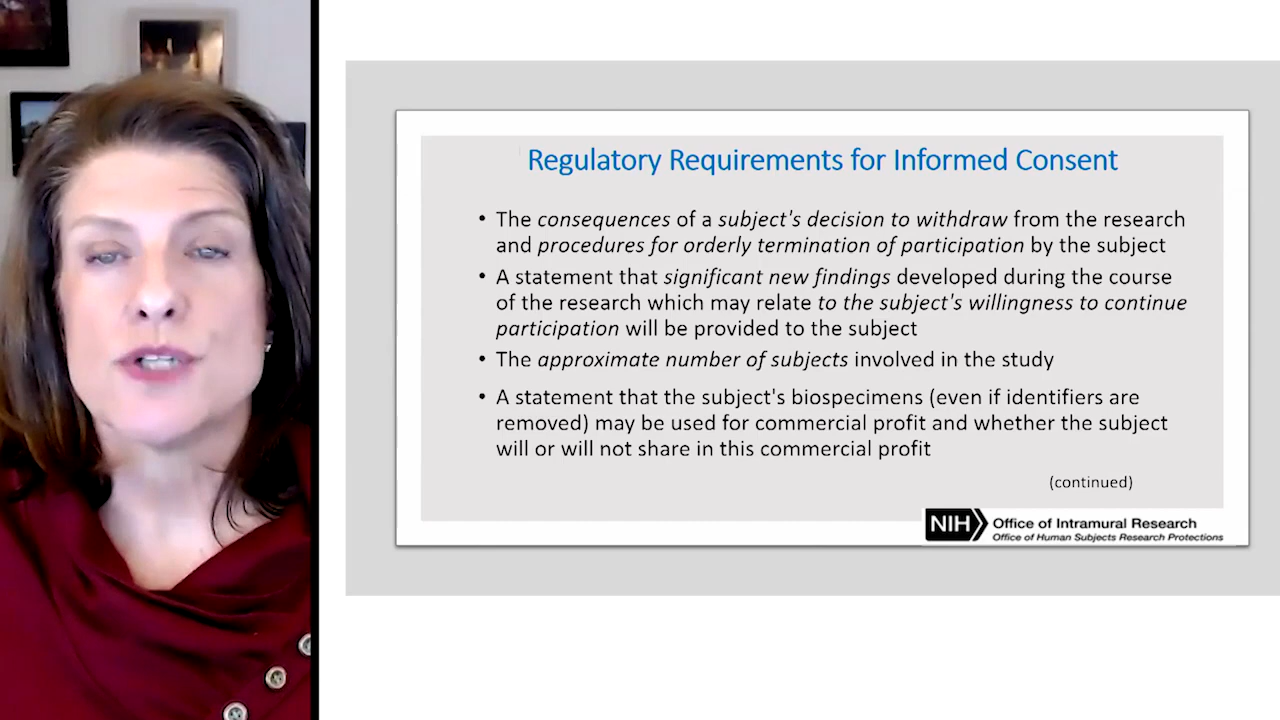 Regulatory Requirements for Informed Consent
• The consequences of a subject's decision to withdraw from the research
and procedures for orderly termination of participation by the subject
• A statement that significant new findings developed during the course
of the research which may relate to the subject's willingness to continue
participation will be provided to the subject
• The approximate number of subjects involved in the study
• A statement that the subject's biospecimens (even if identifiers are
removed) may be used for commercial profit and whether the subject
will or will not share in this commercial profit
(continued)
NIH Office of Intramural Research
Office of Human Subjects Research Protections